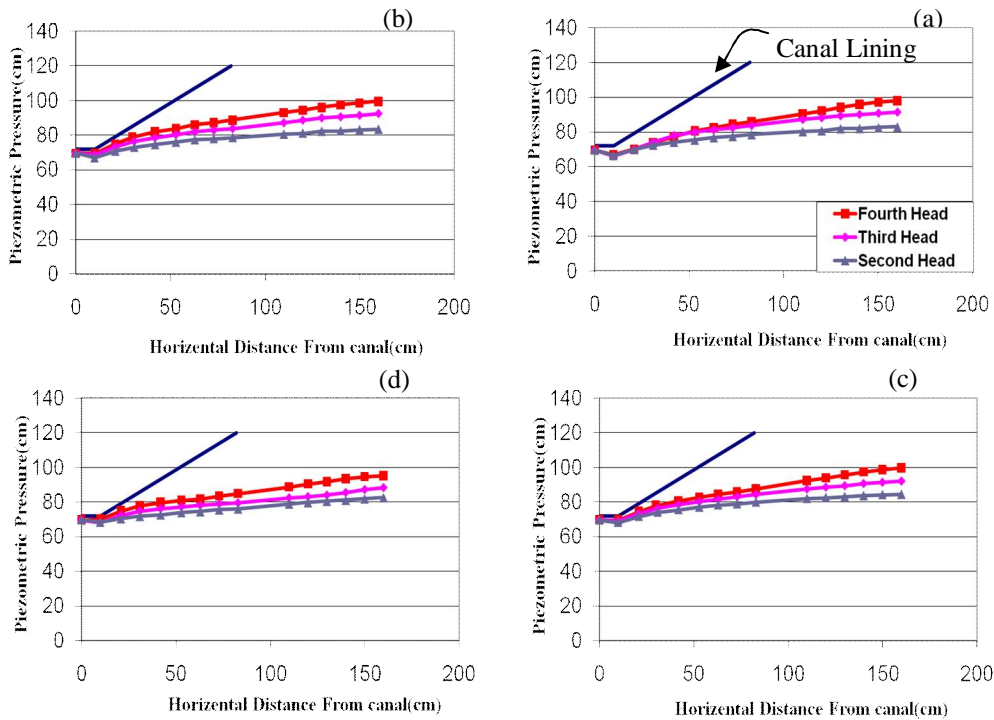 (b)
Piezometric Pressure(cm)
140
120
100
80
60
40
20
0
0 50 100 150 200
Horizental Distance From canal(cm)
(a)
Canal Lining
Piezometric Pressure(cm)
140
120
100
80
60
40
20
0
Fourth Head
Third Head
Second Head
0 50 100 150 200
Horizental Distance From canal(cm)
(d)
Piezometric Pressure(cm)
140
120
100
80
60
40
20
0
0 50 100 150 200
Horizental Distance From canal(cm)
(c)
Piezometric Pressure(cm)
140
120
100
80
60
40
20
0
0 50 100 150 200
Horizental Distance From canal(cm)